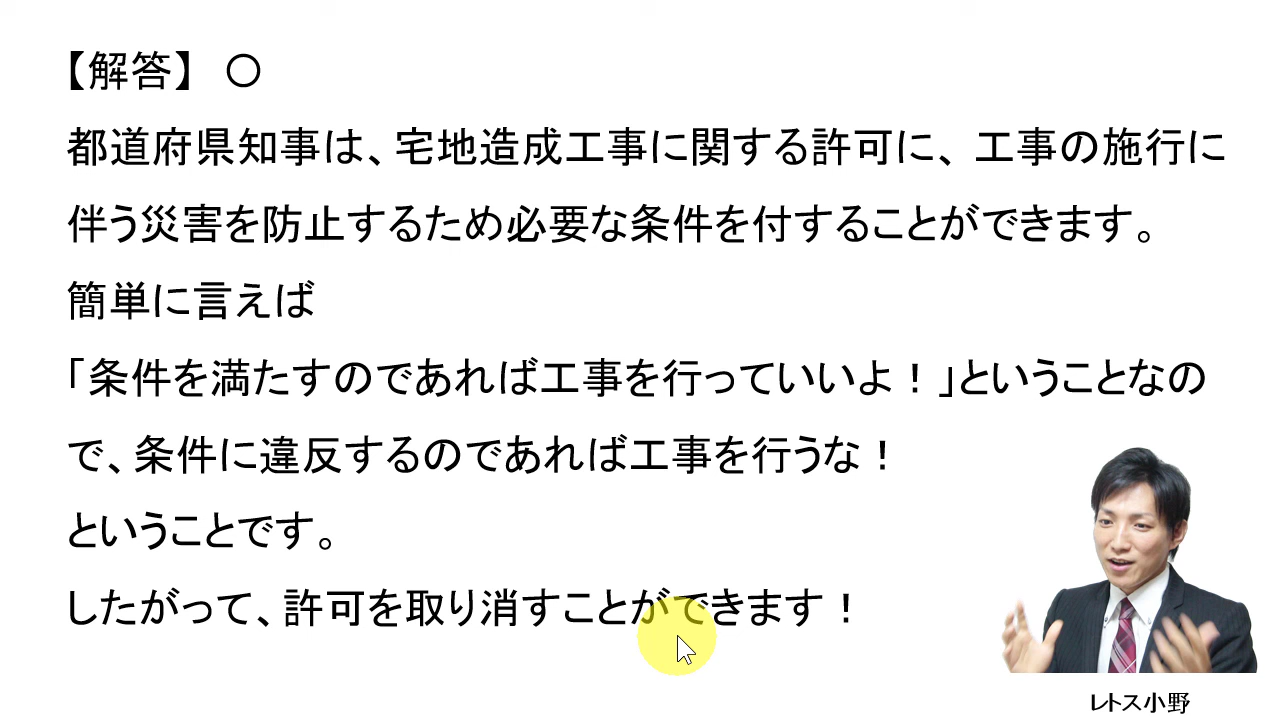 【解答】 〇
都道府県知事は、宅地造成工事に関する許可に、工事の施行に
伴う災害を防止するため必要な条件を付することができます。
簡単に言えば
「条件を満たすのであれば工事を行っていいよ！」ということなの
で、条件に違反するのであれば工事を行うな！
ということです。
したがって、許可を取り消すことができます！
レトス小野